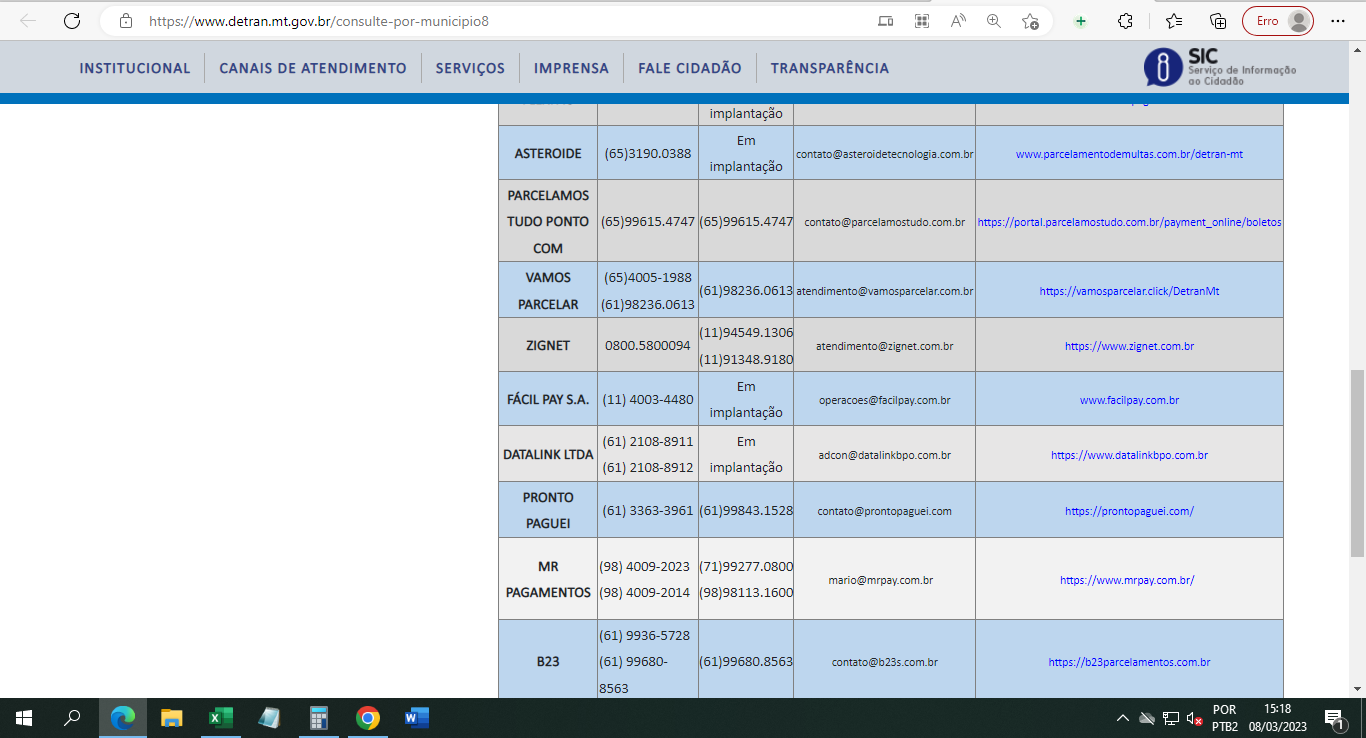 https://www.detran.mt.gov.br/consulte-por-municipio8
Erro
INSTITUCIONAL
CANAIS DE ATENDIMENTO
SERVIÇOS
IMPRENSA
FALE CIDADÃO
TRANSPARÊNCIA
SIC
Serviço de Informação
ao Cidadão
implantação
ASTEROIDE
(65)3190.0388
Em
implantação
contato@asteroidetecnologia.com.br
www.parcelamentodemultas.com.br/detran-mt
PARCELAMOS
TUDO PONTO
COM
(65)99615.4747
(65)99615.4747
contato@parcelamostudo.com.br
https://portal.parcelamostudo.com.br/payment_online/boletos
VAMOS
PARCELAR
(65)4005-1988
(61)98236.0613
(61)98236.0613
atendimento@vamosparcelar.com.br
https://vamosparcelar.click/DetranMt
ZIGNET
0800.5800094
(11)94549.1306
(11)91348.9180
atendimento@zignet.com.br
https://www.zignet.com.br
FÁCIL PAY S.A.
(11) 4003-4480
Em
implantação
operacoes@facilpay.com.br
www.facilpay.com.br
DATALINK LTDA
(61) 2108-8911
(61) 2108-8912
Em
implantação
adcon@datalinkbpo.com.br
https://www.datalinkbpo.com.br
PRONTO
PAGUEI
(61) 3363-3961
(61)99843.1528
contato@prontopaguei.com
https://prontopaguei.com/
MR
PAGAMENTOS
(98) 4009-2023
(98) 4009-2014
(71)99277.0800
(98)98113.1600
mario@mrpay.com.br
https://www.mrpay.com.br/
B23
(61) 9936-5728
(61) 99680-
8563
(61)99680.8563
contato@b23s.com.br
https://b23parcelamentos.com.br
POR
PTB2
15:18
08/03/2023
1